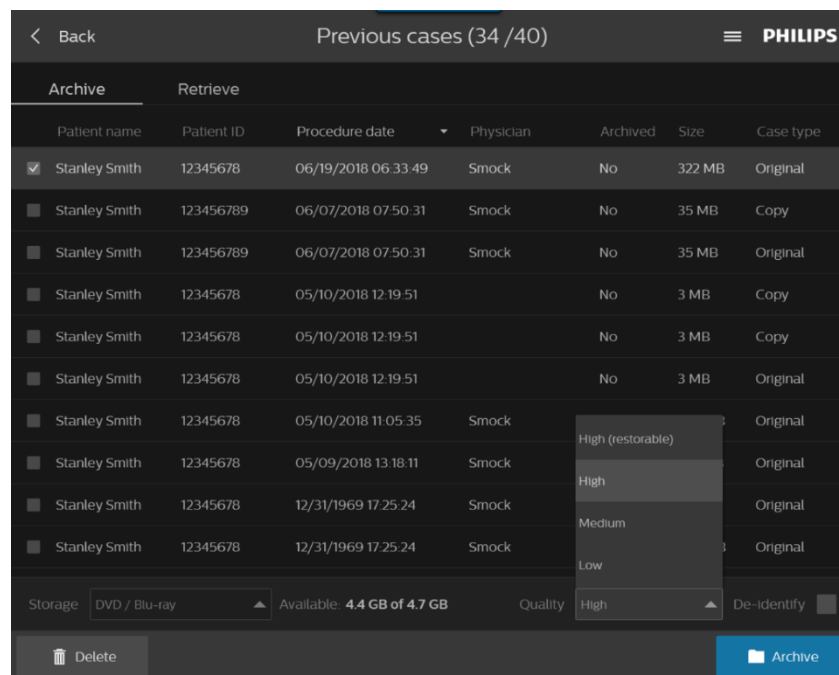 Back Previous cases (34 /40) PHILIPS
Archive Retrieve
Patient name Patient ID Procedure date Physician Archived Size Case type
Stanley Smith 12345678 06/19/2018 06:33:49 Smock No 322 MB Original
Stanley Smith 123456789 06/07/2018 07:50:31 Smock No 35 MB Copy
Stanley Smith 123456789 06/07/2018 07:50:31 Smock No 35 MB Original
Stanley Smith 12345678 05/10/2018 12:19:51 No 3 MB Copy
Stanley Smith 12345678 05/10/2018 12:19:51 No 3 MB Copy
Stanley Smith 12345678 05/10/2018 12:19:51 No 3 MB Original
Stanley Smith 12345678 05/10/2018 11:05:35 Smock Original
High (restorable)
Stanley Smith 12345678 05/09/2018 13:18:11 Smock Original
High
Stanley Smith 12345678 12/31/1969 17:25:24 Smock Original
Medium
Stanley Smith 12345678 12/31/1969 17:25:24 Smock Original
Low
Storage DVD / Blu-ray Available: 4.4 GB of 4.7 GB Quality High De-identify
Delete Archive